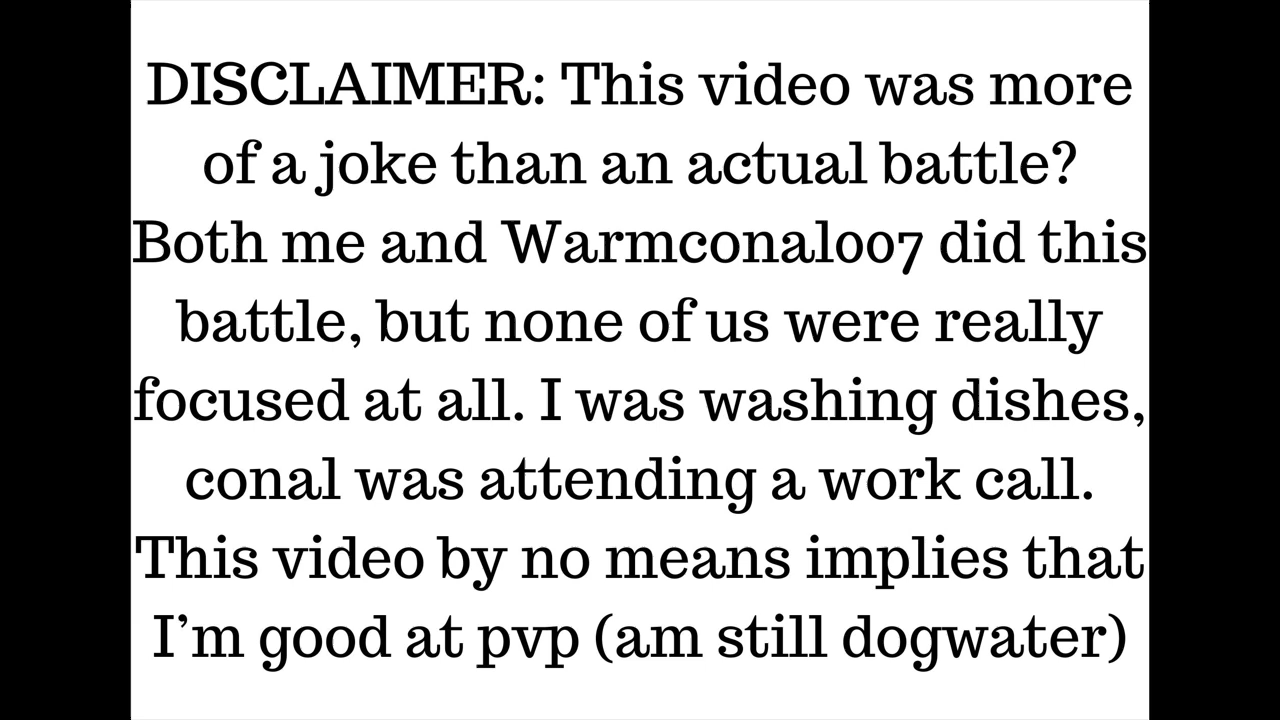 DISCLAIMER: This video was more
of a joke than an actual battle?
Both me and Warmconal007 did this
battle, but none of us were really
focused at all. I was washing dishes,
conal was attending a work call.
This video by no means implies that
I’m good at pvp (am still dogwater)